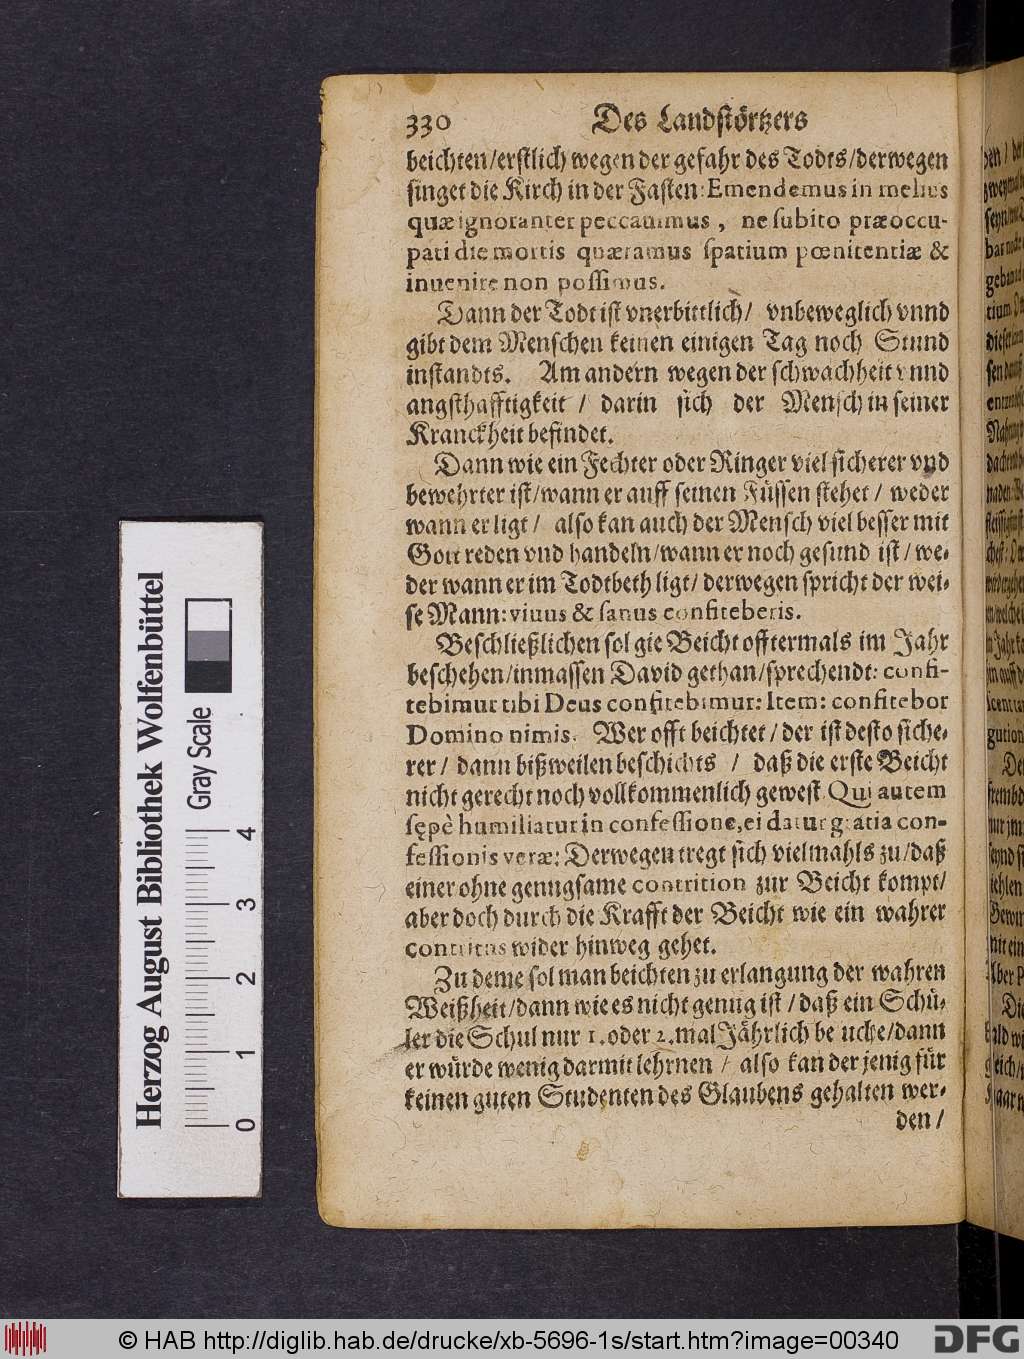 330 Des Landstörtzers
beichten/erstlich wegen der gefahr des Todts/derwegen
singet die Kirch in der Fasten: Emendemus in melius
quæ ignoranter peccauimus, ne subito præoccu-
pati die mortis quæramus spatium pœnitentiæ &
inuenire non possimus.
Dann der Todt ist vnerbittlich/ vnbeweglich vnnd
gibt dem Menschen keinen einigen Tag noch Stund
instandts. Am andern wegen der schwachheit vnnd
angsthafftigkeit / darin sich der Mensch in seiner
Kranckheit befindet.
Dann wie ein Fechter oder Ringer viel sicherer vnd
bewehrter ist/wann er auff seinen Füssen stehet / weder
wann er ligt / also kan auch der Mensch viel besser mit
Gott reden vnd handeln/wann er noch gesund ist / we-
der wann er im Todtbeth ligt/ derwegen spricht der wei-
se Mann: viuus & sanus confiteberis.
Beschließlichen sol gie Beicht offtermals im Jahr
beschehen/inmassen David gethan/sprechendt: confi-
tebimur tibi Deus confitebimur: Item: confitebor
Domino nimis. Wer offt beichtet / der ist desto siche-
rer / dann bißweilen beschichts / daß die erste Beicht
nicht gerecht noch vollkommenlich gewest. Qui autem
sępè humiliatur in confessione, ei datur gratia con-
fessionis veræ: Derwegen tregt sich vielmahls zu/daß
einer ohne genugsame contrition zur Beicht kompt/
aber doch durch die Krafft der Beicht wie ein wahrer
contritus wider hinweg gehet.
Zu deme sol man beichten zu erlangung der wahren
Weißheit/dann wie es nicht genug ist / daß ein Schü-
ler die Schul nur 1. oder 2. mal Jährlich be uche/dann
er würde wenig darmit lehrnen / also kan der jenig für
keinen guten Studenten des Glaubens gehalten wer-
den /
Herzog August Bibliothek Wolfenbüttel
Gray Scale
0 1 2 3 4
© HAB http://diglib.hab.de/drucke/xb-5696-1s/start.htm?image=00340
DFG